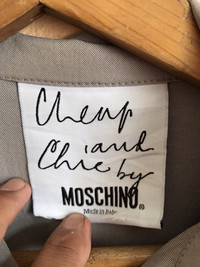 Cheap
and
Chic by
MOSCHINO®
Made in Italy